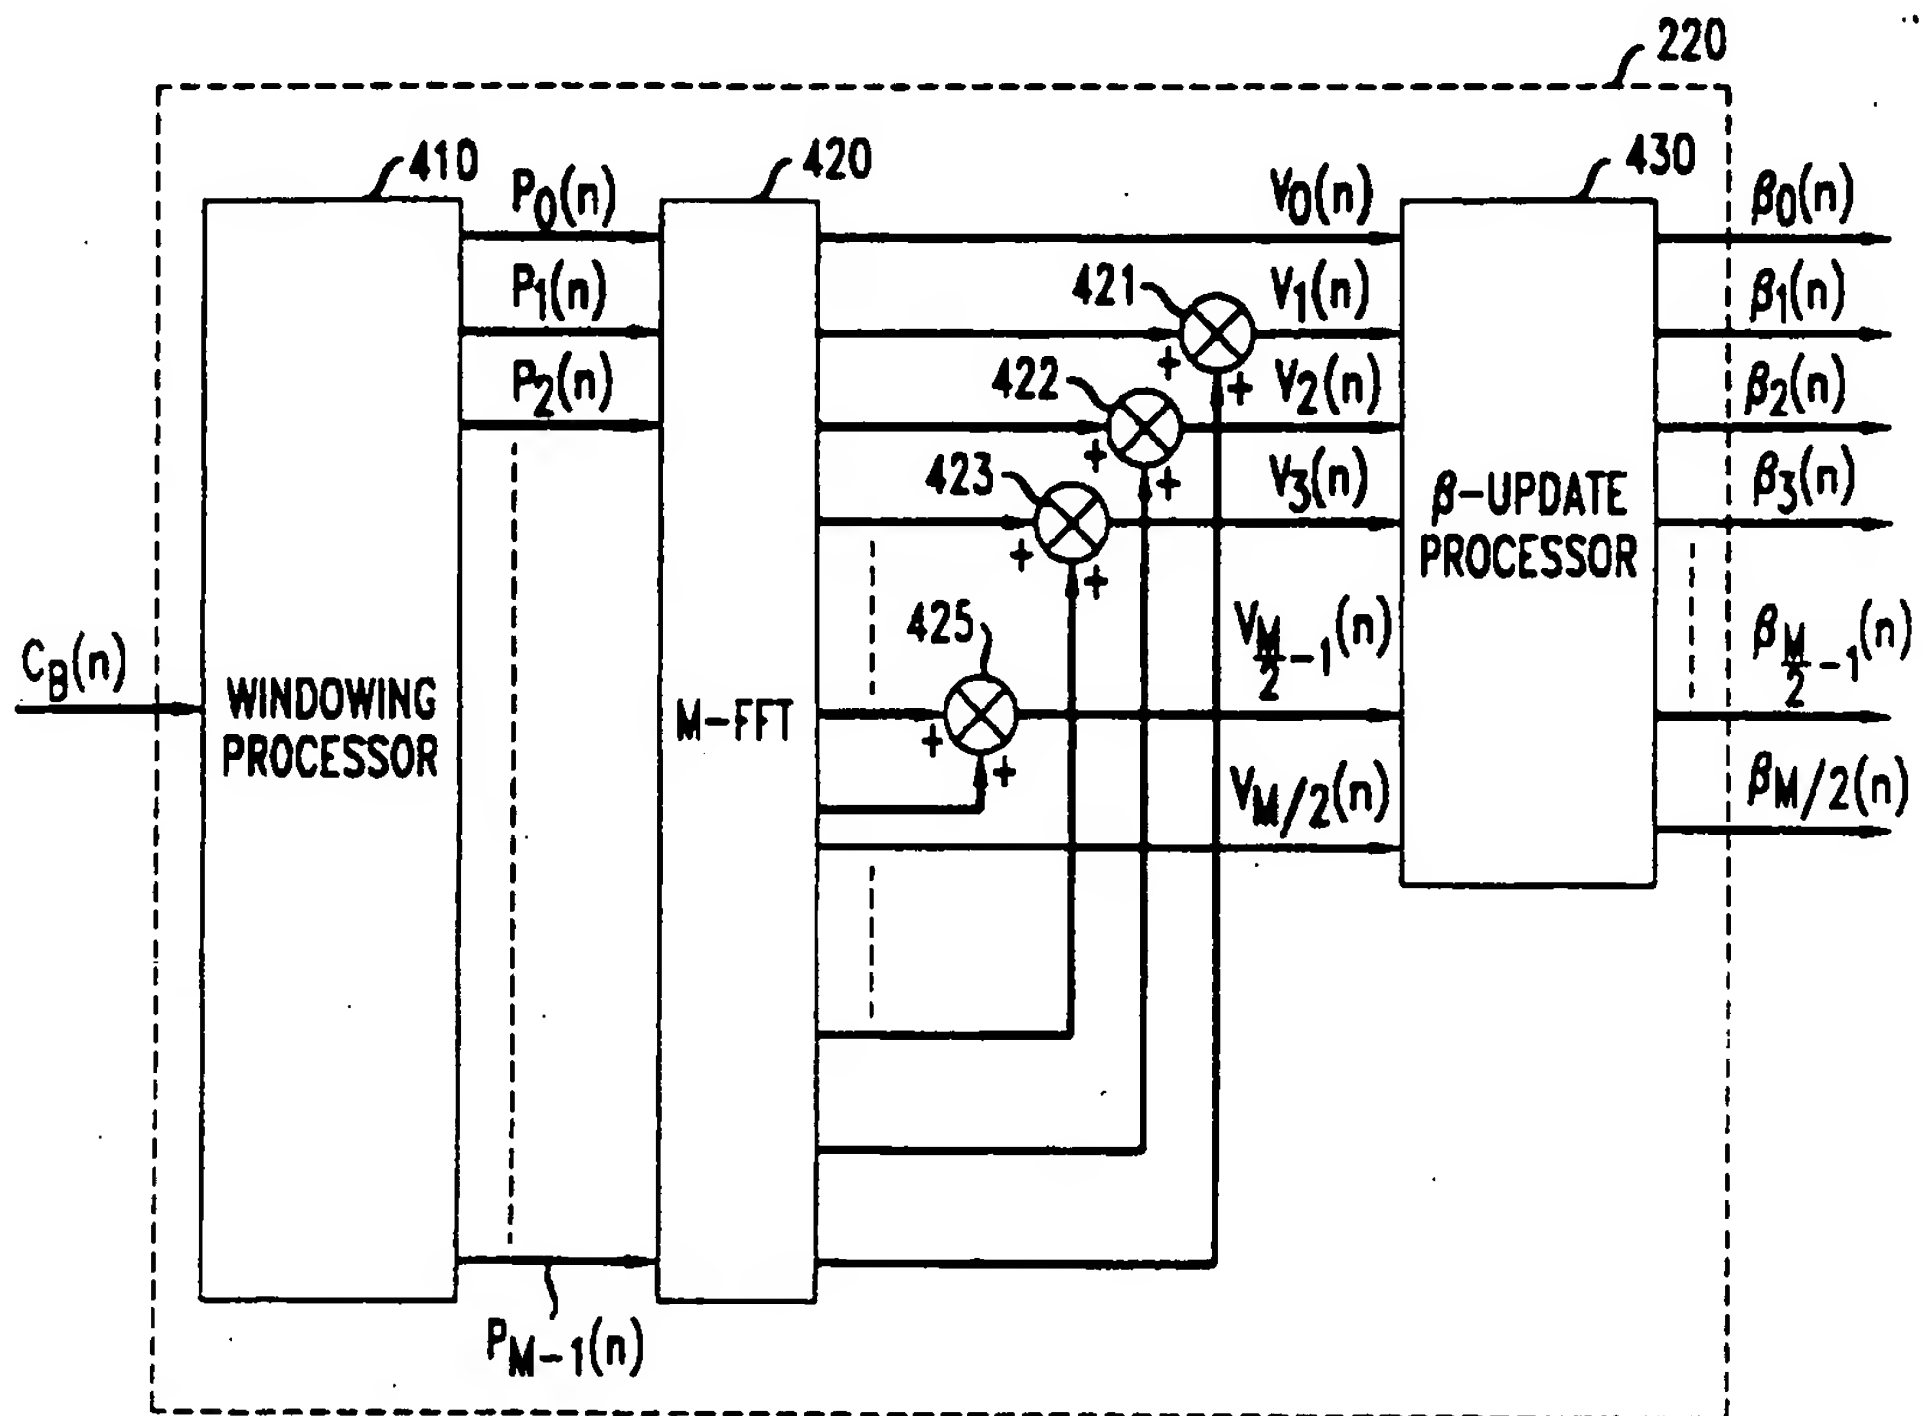 220
410
420
430
P0(n)
V0(n)
β0(n)
P1(n)
421
V1(n)
β1(n)
P2(n)
422
V2(n)
β2(n)
+ +
423
V3(n)
β3(n)
+ +
β-UPDATE
PROCESSOR
+ +
425
VM/2-1(n)
βM/2-1(n)
CB(n)
WINDOWING
PROCESSOR
M-FFT
+ +
VM/2(n)
βM/2(n)
PM-1(n)